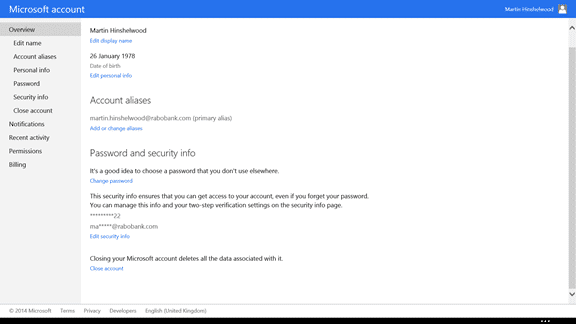 Microsoft account
Martin Hinshelwood
Overview
Edit name
Account aliases
Personal info
Password
Security info
Close account
Notifications
Recent activity
Permissions
Billing
Martin Hinshelwood
Edit display name
26 January 1978
Date of birth
Edit personal info
Account aliases
martin.hinshelwood@rabobank.com (primary alias)
Add or change aliases
Password and security info
It's a good idea to choose a password that you don't use elsewhere.
Change password
This security info ensures that you can get access to your account, even if you forget your password.
You can manage this info and your two-step verification settings on the security info page.
*********22
ma*****@rabobank.com
Edit security info
Closing your Microsoft account deletes all the data associated with it.
Close account
© 2014 Microsoft Terms Privacy Developers English (United Kingdom)